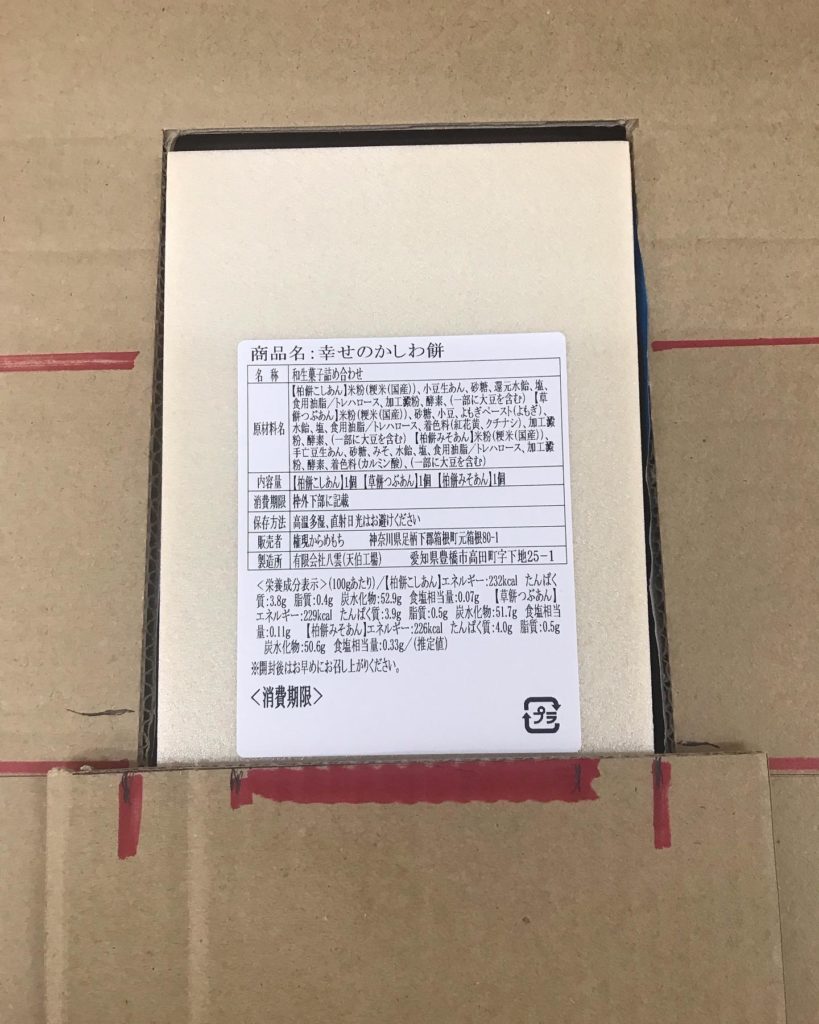 商品名:幸せのかしわ餅
名 称 和生菓子詰め合わせ
原材料名 【柏餅こしあん】米粉(粳米(国産))、小豆生あん、砂糖、還元水飴、塩、
食用油脂/トレハロース、加工澱粉、酵素、(一部に大豆を含む) 【草
餅つぶあん】米粉(粳米(国産))、砂糖、小豆、よもぎペースト(よもぎ)、
水飴、塩、食用油脂/トレハロース、着色料(紅花黄、クチナシ)、加工澱
粉、酵素、(一部に大豆を含む) 【柏餅みそあん】米粉(粳米(国産))、
手亡豆生あん、砂糖、みそ、水飴、塩、食用油脂/トレハロース、加工澱
粉、酵素、着色料(カルミン酸)、(一部に大豆を含む)
内容量 【柏餅こしあん】1個 【草餅つぶあん】1個 【柏餅みそあん】1個
消費期限 枠外下部に記載
保存方法 高温多湿、直射日光はお避けください
販売者 権現からめもち 神奈川県足柄下郡箱根町元箱根80-1
製造所 有限会社八雲(天伯工場) 愛知県豊橋市高田町字下地25-1
<栄養成分表示>(100gあたり)/【柏餅こしあん】エネルギー:232kcal たんぱく
質:3.8g 脂質:0.4g 炭水化物:52.9g 食塩相当量:0.07g 【草餅つぶあん】
エネルギー:229kcal たんぱく質:3.9g 脂質:0.5g 炭水化物:51.7g 食塩相当
量:0.11g 【柏餅みそあん】エネルギー:226kcal たんぱく質:4.0g 脂質:0.5g
炭水化物:50.6g 食塩相当量:0.33g/(推定値)
※開封後はお早めにお召し上がりください。
<消費期限>
プラ